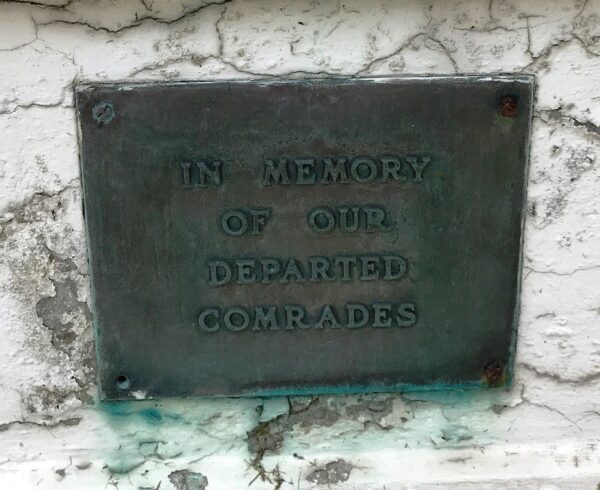 IN MEMORY
OF OUR
DEPARTED
COMRADES